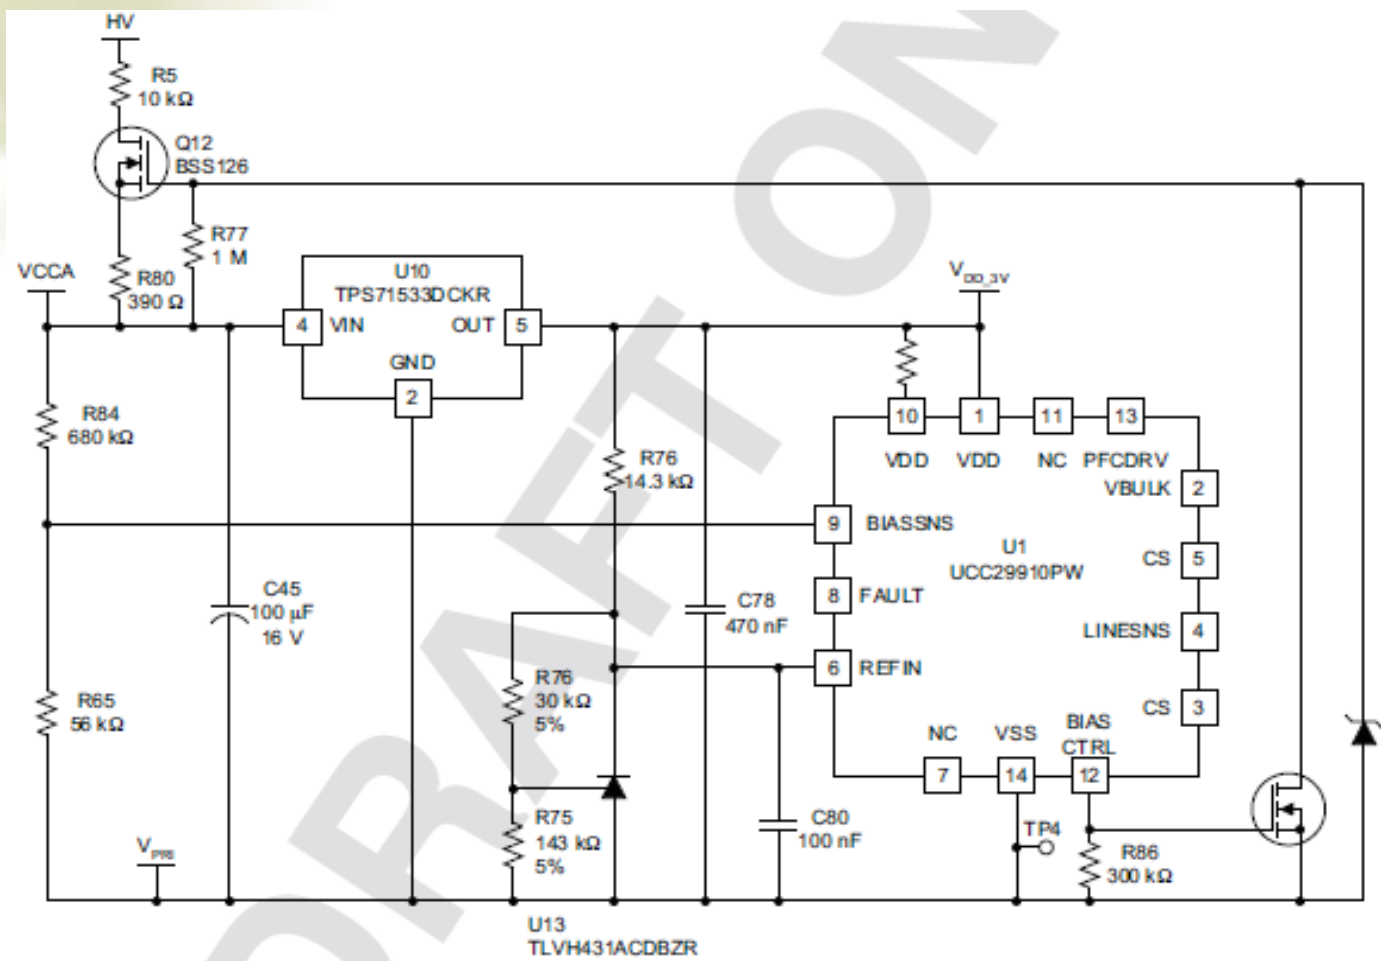 HV
R5
10 kΩ
Q12
BSS126
R77
1 M
VCCA
R80
390 Ω
U10
TPS71533DCKR
4
VIN
OUT
5
GND
2
VDD_3V
R84
680 kΩ
R76
14.3 kΩ
10
1
11
13
VDD
VDD
NC
PFCDRV
VBULK
2
9
BIASSNS
U1
UCC29910PW
CS
5
8
FAULT
C45
100 µF
16 V
C78
470 nF
LINESNS
4
6
REFIN
R76
30 kΩ
5%
R65
56 kΩ
CS
3
NC
VSS
BIAS
CTRL
7
14
12
R75
143 kΩ
5%
C80
100 nF
TP4
R86
300 kΩ
VPRI
U13
TLVH431ACDBZR
DRAFT ON